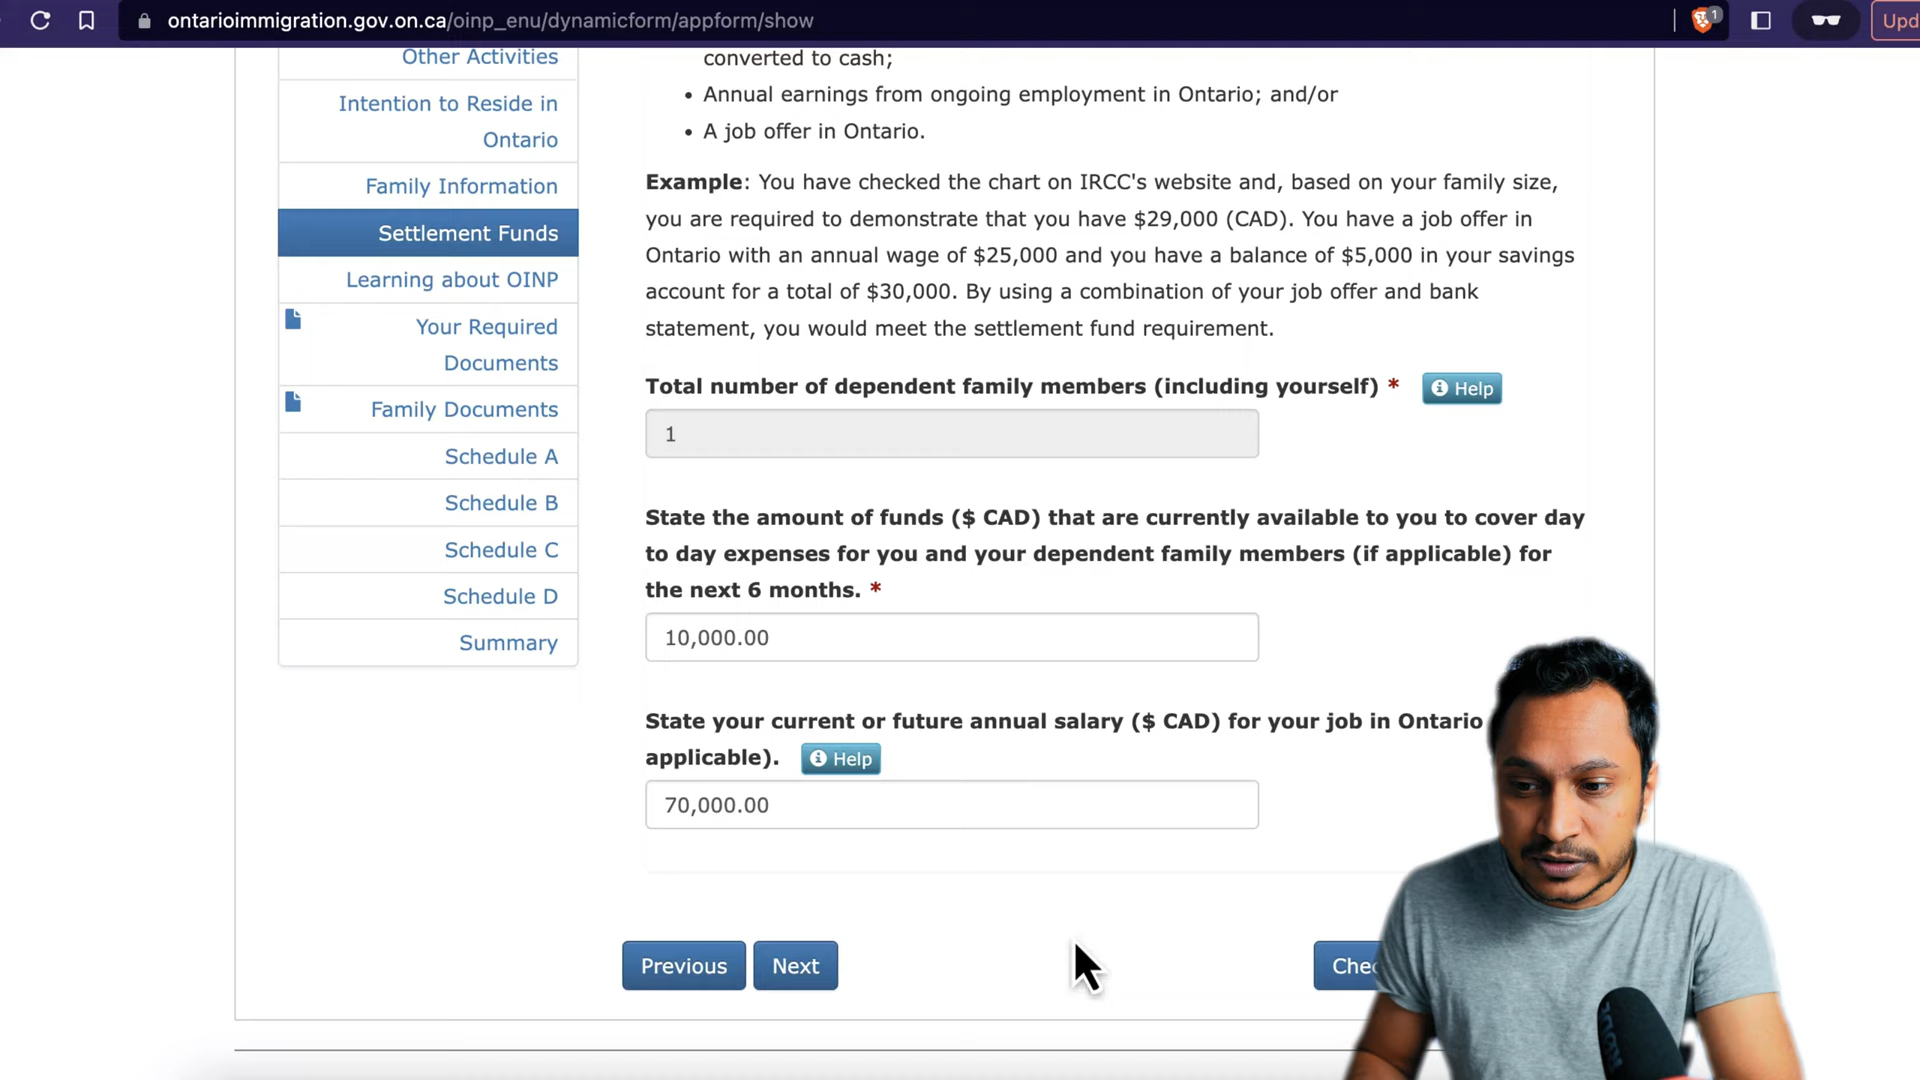 ontarioimmigration.gov.on.ca/oinp_enu/dynamicform/appform/show
1
Upd
Other Activities
Intention to Reside in
Ontario
Family Information
Settlement Funds
Learning about OINP
Your Required
Documents
Family Documents
Schedule A
Schedule B
Schedule C
Schedule D
Summary
converted to cash;
• Annual earnings from ongoing employment in Ontario; and/or
• A job offer in Ontario.
Example: You have checked the chart on IRCC's website and, based on your family size,
you are required to demonstrate that you have $29,000 (CAD). You have a job offer in
Ontario with an annual wage of $25,000 and you have a balance of $5,000 in your savings
account for a total of $30,000. By using a combination of your job offer and bank
statement, you would meet the settlement fund requirement.
Total number of dependent family members (including yourself) * Help
1
State the amount of funds ($ CAD) that are currently available to you to cover day
to day expenses for you and your dependent family members (if applicable) for
the next 6 months. *
10,000.00
State your current or future annual salary ($ CAD) for your job in Ontario
applicable). Help
70,000.00
Previous Next Chec